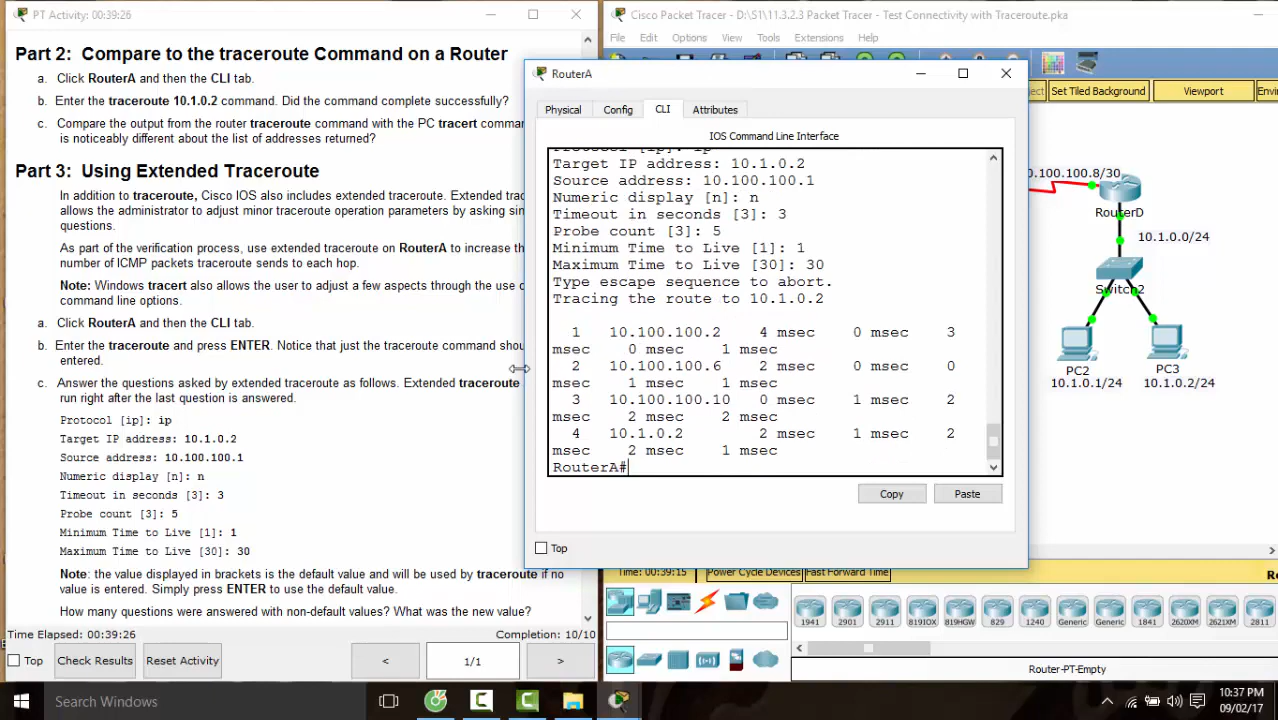 PT Activity: 00:39:26
Part 2: Compare to the traceroute Command on a Router
a. Click RouterA and then the CLI tab.
b. Enter the traceroute 10.1.0.2 command. Did the command complete successfully?
c. Compare the output from the router traceroute command with the PC tracert
is noticeably different about the list of addresses returned?
Part 3: Using Extended Traceroute
In addition to traceroute, Cisco IOS also includes extended traceroute. Extended
allows the administrator to adjust minor traceroute operation parameters by asking
questions.
As part of the verification process, use extended traceroute on RouterA to increase the
number of ICMP packets traceroute sends to each hop.
Note: Windows tracert also allows the user to adjust a few aspects through the use
command line options.
a. Click RouterA and then the CLI tab.
b. Enter the traceroute and press ENTER. Notice that just the traceroute command
entered.
c. Answer the questions asked by extended traceroute as follows. Extended traceroute
run right after the last question is answered.
Protocol [ip]: ip
Target IP address: 10.1.0.2
Source address: 10.100.100.1
Numeric display [n]: n
Timeout in seconds [3]: 3
Probe count [3]: 5
Minimum Time to Live [1]: 1
Maximum Time to Live [30]: 30
Note: the value displayed in brackets is the default value and will be used by traceroute if no
value is entered. Simply press ENTER to use the default value.
How many questions were answered with non-default values? What was the new value?
Time Elapsed: 00:39:26 Completion: 10/10
Top Check Results Reset Activity < 1/1 >
Cisco Packet Tracer - D:\S1\11.3.2.3 Packet Tracer - Test Connectivity with Traceroute.pka
File Edit Options View Tools Extensions Help
Set Tiled Background Viewport
RouterA
Physical Config CLI Attributes
IOS Command Line Interface
Protocol [ip]: ip
Target IP address: 10.1.0.2
Source address: 10.100.100.1
Numeric display [n]: n
Timeout in seconds [3]: 3
Probe count [3]: 5
Minimum Time to Live [1]: 1
Maximum Time to Live [30]: 30
Type escape sequence to abort.
Tracing the route to 10.1.0.2
1 10.100.100.2 4 msec 0 msec 3
msec 0 msec 1 msec
2 10.100.100.6 2 msec 0 msec 0
msec 1 msec 1 msec
3 10.100.100.10 0 msec 1 msec 2
msec 2 msec 2 msec
4 10.1.0.2 2 msec 1 msec 2
msec 2 msec 1 msec
RouterA#
Copy Paste
Top
0.100.100.8/30
RouterD
10.1.0.0/24
Switch2
PC2
10.1.0.1/24
PC3
10.1.0.2/24
Time: 00:39:15 Power Cycle Devices Fast Forward Time
1941 2901 2911 819IOX 819HGW 829 1240 Generic Generic 1841 2620XM 2621XM 2811
Router-PT-Empty
Search Windows
10:37 PM
09/02/17